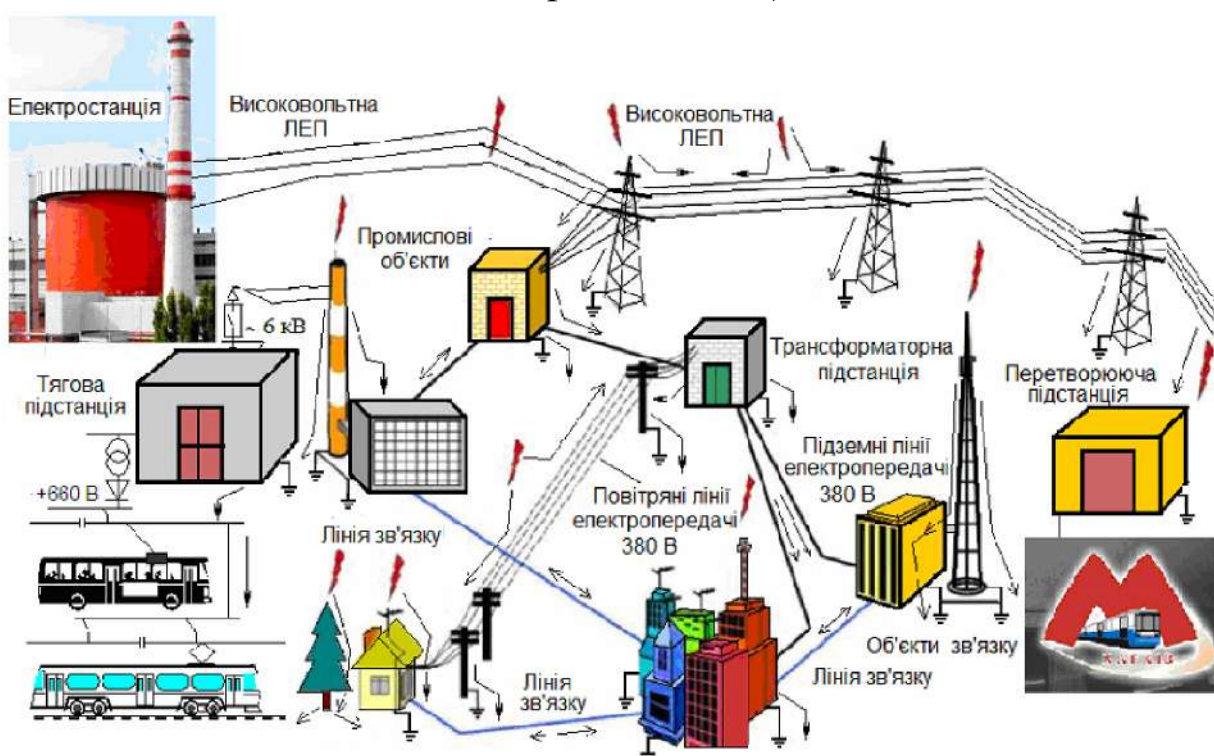 Електростанція
Високовольтна
ЛЕП
Високовольтна
ЛЕП
Промислові
об'єкти
~ 6 кВ
Тягова
підстанція
Трансформаторна
підстанція
Перетворююча
підстанція
+660 В
Підземні лінії
електропередачі
380 В
Повітряні лінії
електропередачі
380 В
Лінія зв'язку
Об'єкти зв'язку
Лінія зв'язку
Лінія
зв'язку